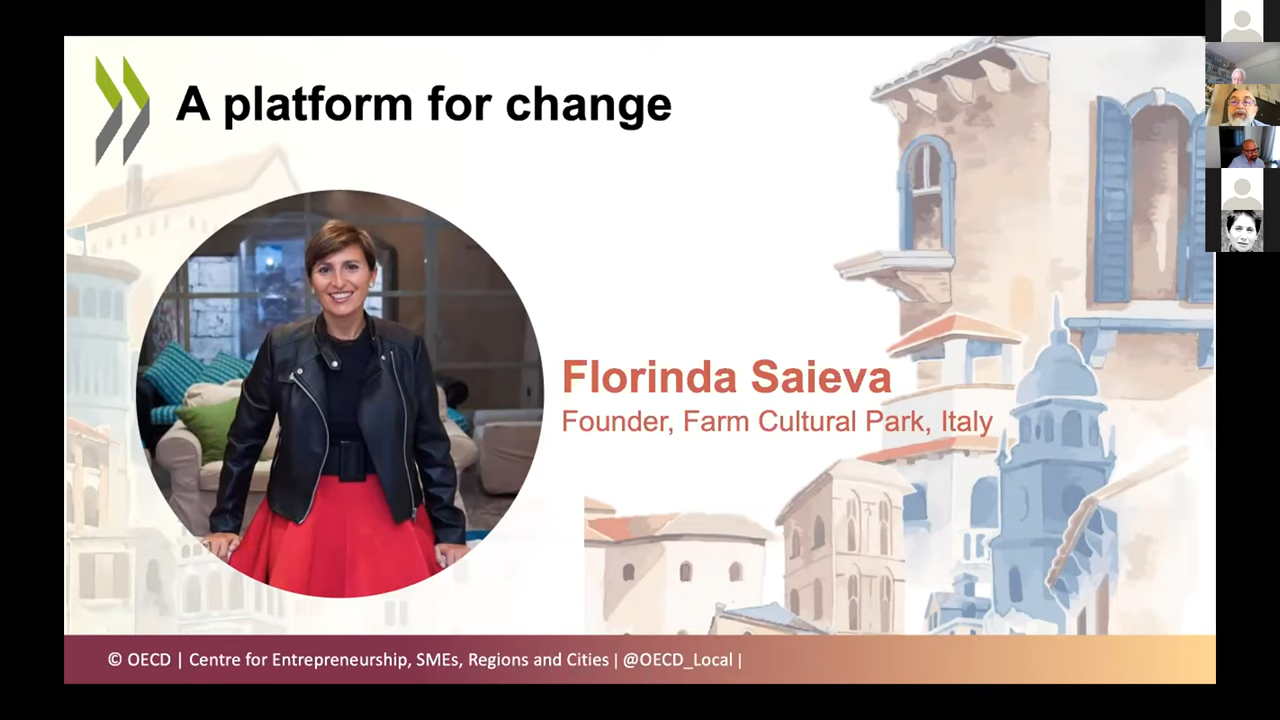 A platform for change
Florinda Saieva
Founder, Farm Cultural Park, Italy
© OECD | Centre for Entrepreneurship, SMEs, Regions and Cities | @OECD_Local |